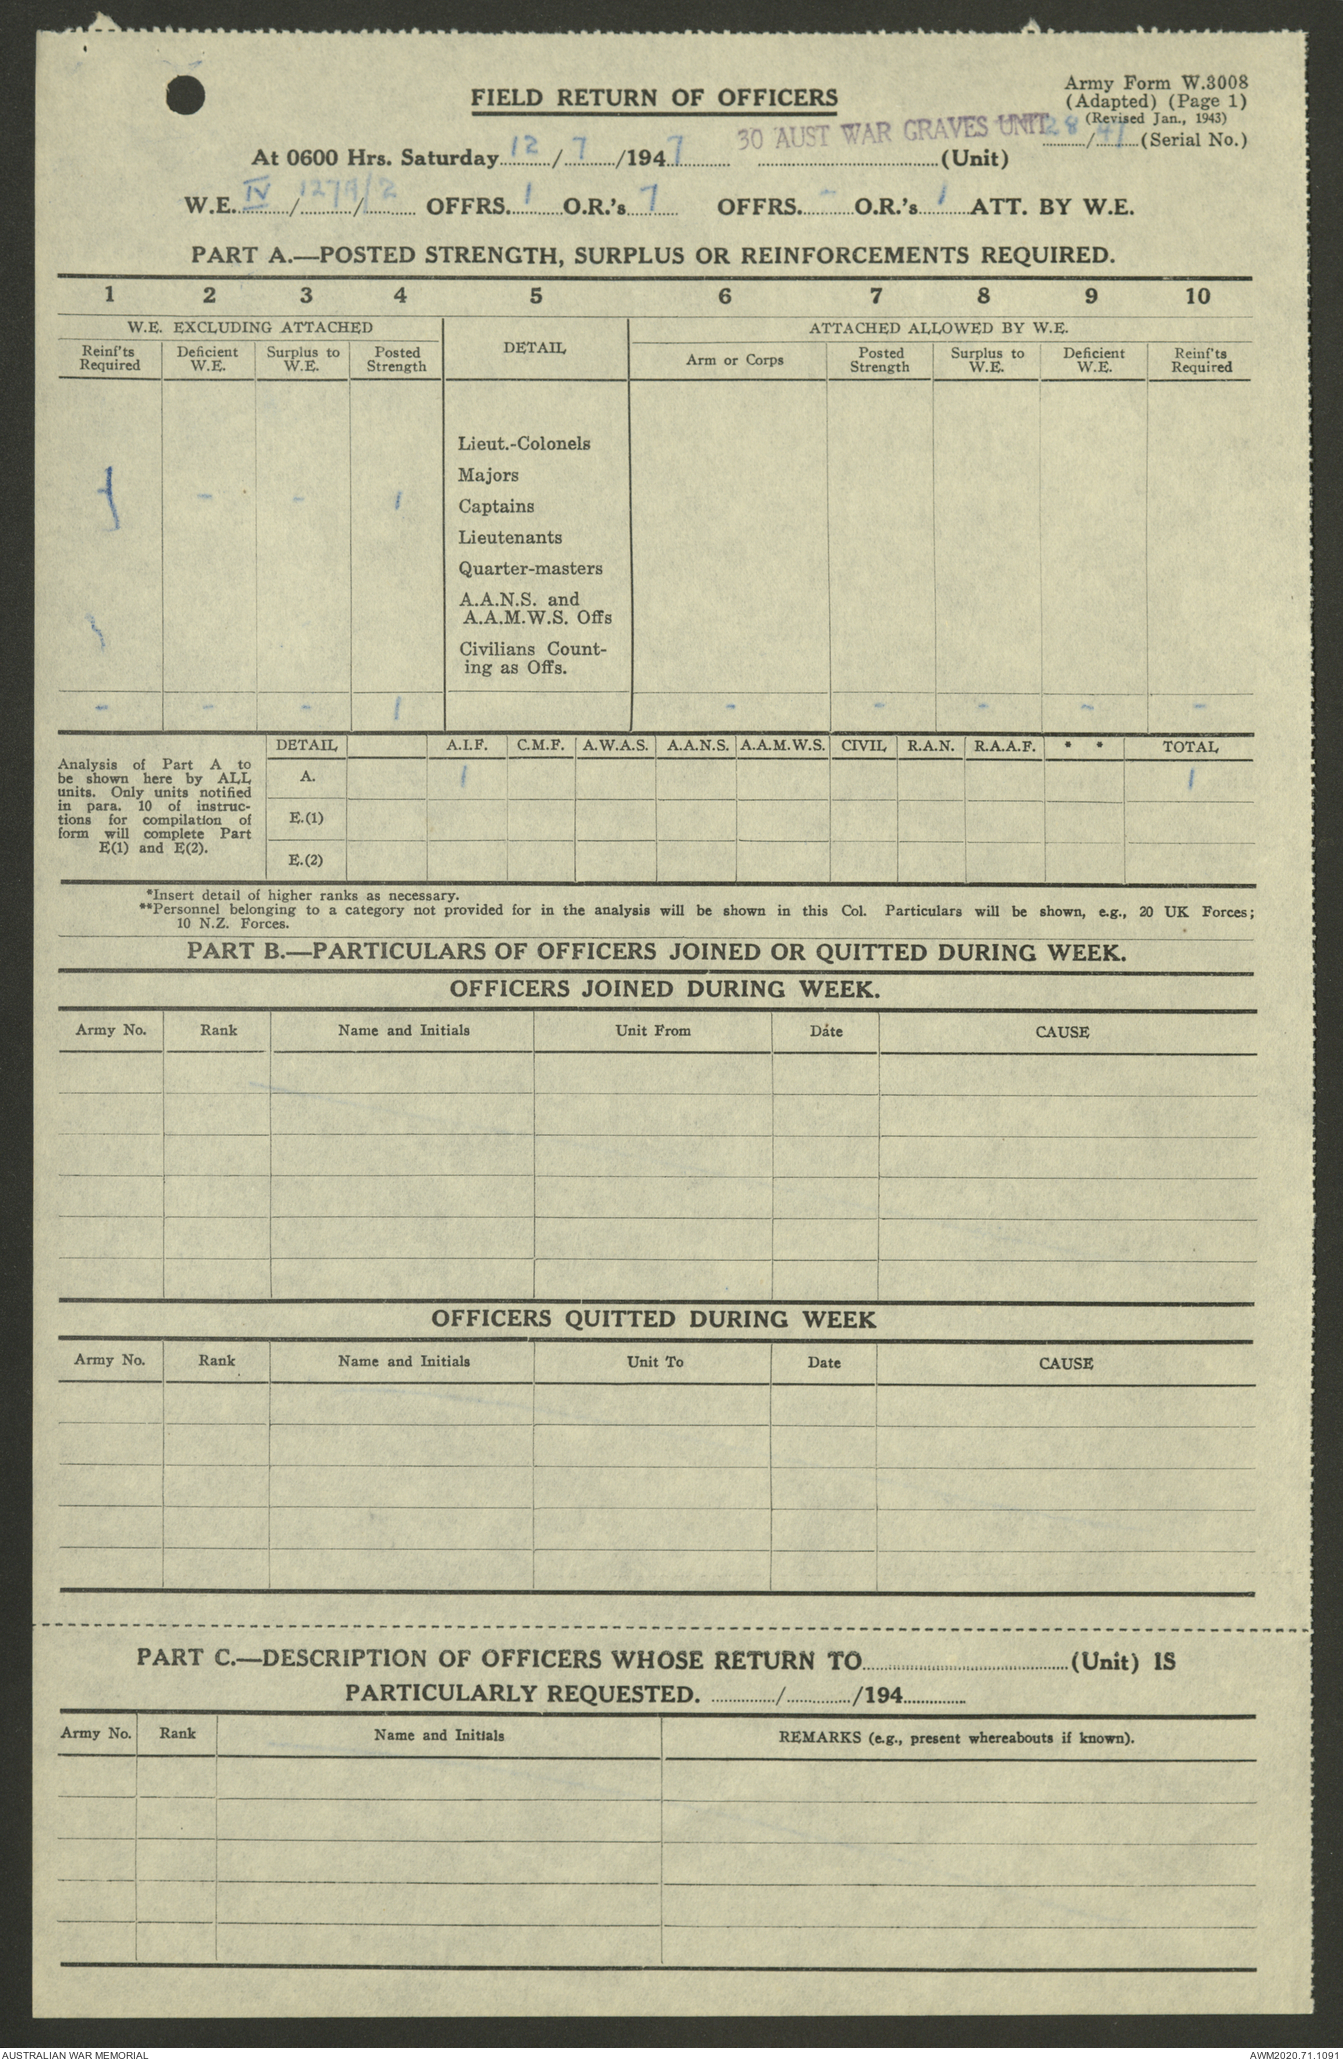 FIELD RETURN OF OFFICERS
Army Form W.3008
(Adapted) (Page 1)
(Revised Jan., 1943)
30 AUST WAR GRAVES UNIT
28/47 (Serial No.)
At 0600 Hrs. Saturday 12/7/1947 (Unit)
W.E. IV/127A/2 OFFRS. 1 O.R.'s 7 OFFRS. - O.R.'s 1 ATT. BY W.E.
PART A.—POSTED STRENGTH, SURPLUS OR REINFORCEMENTS REQUIRED.
1 2 3 4 5 6 7 8 9 10
W.E. EXCLUDING ATTACHED DETAIL ATTACHED ALLOWED BY W.E.
Reinf'ts Required Deficient W.E. Surplus to W.E. Posted Strength Arm or Corps Posted Strength Surplus to W.E. Deficient W.E. Reinf'ts Required
Lieut.-Colonels
Majors
- - 1 Captains
Lieutenants
Quarter-masters
A.A.N.S. and
A.A.M.W.S. Offs
Civilians Count-
ing as Offs.
- - - 1 - - - - -
DETAIL A.I.F. C.M.F. A.W.A.S. A.A.N.S. A.A.M.W.S. CIVIL R.A.N. R.A.A.F. * * TOTAL
Analysis of Part A to
be shown here by ALL
units. Only units notified
in para. 10 of instruc-
tions for compilation of
form will complete Part
E(1) and E(2).
A. 1 1
E.(1)
E.(2)
*Insert detail of higher ranks as necessary.
**Personnel belonging to a category not provided for in the analysis will be shown in this Col. Particulars will be shown, e.g., 20 UK Forces;
10 N.Z. Forces.
PART B.—PARTICULARS OF OFFICERS JOINED OR QUITTED DURING WEEK.
OFFICERS JOINED DURING WEEK.
Army No. Rank Name and Initials Unit From Date CAUSE
OFFICERS QUITTED DURING WEEK
Army No. Rank Name and Initials Unit To Date CAUSE
PART C.—DESCRIPTION OF OFFICERS WHOSE RETURN TO (Unit) IS
PARTICULARLY REQUESTED. / /194
Army No. Rank Name and Initials REMARKS (e.g., present whereabouts if known).
AUSTRALIAN WAR MEMORIAL
AWM2020.71.1091